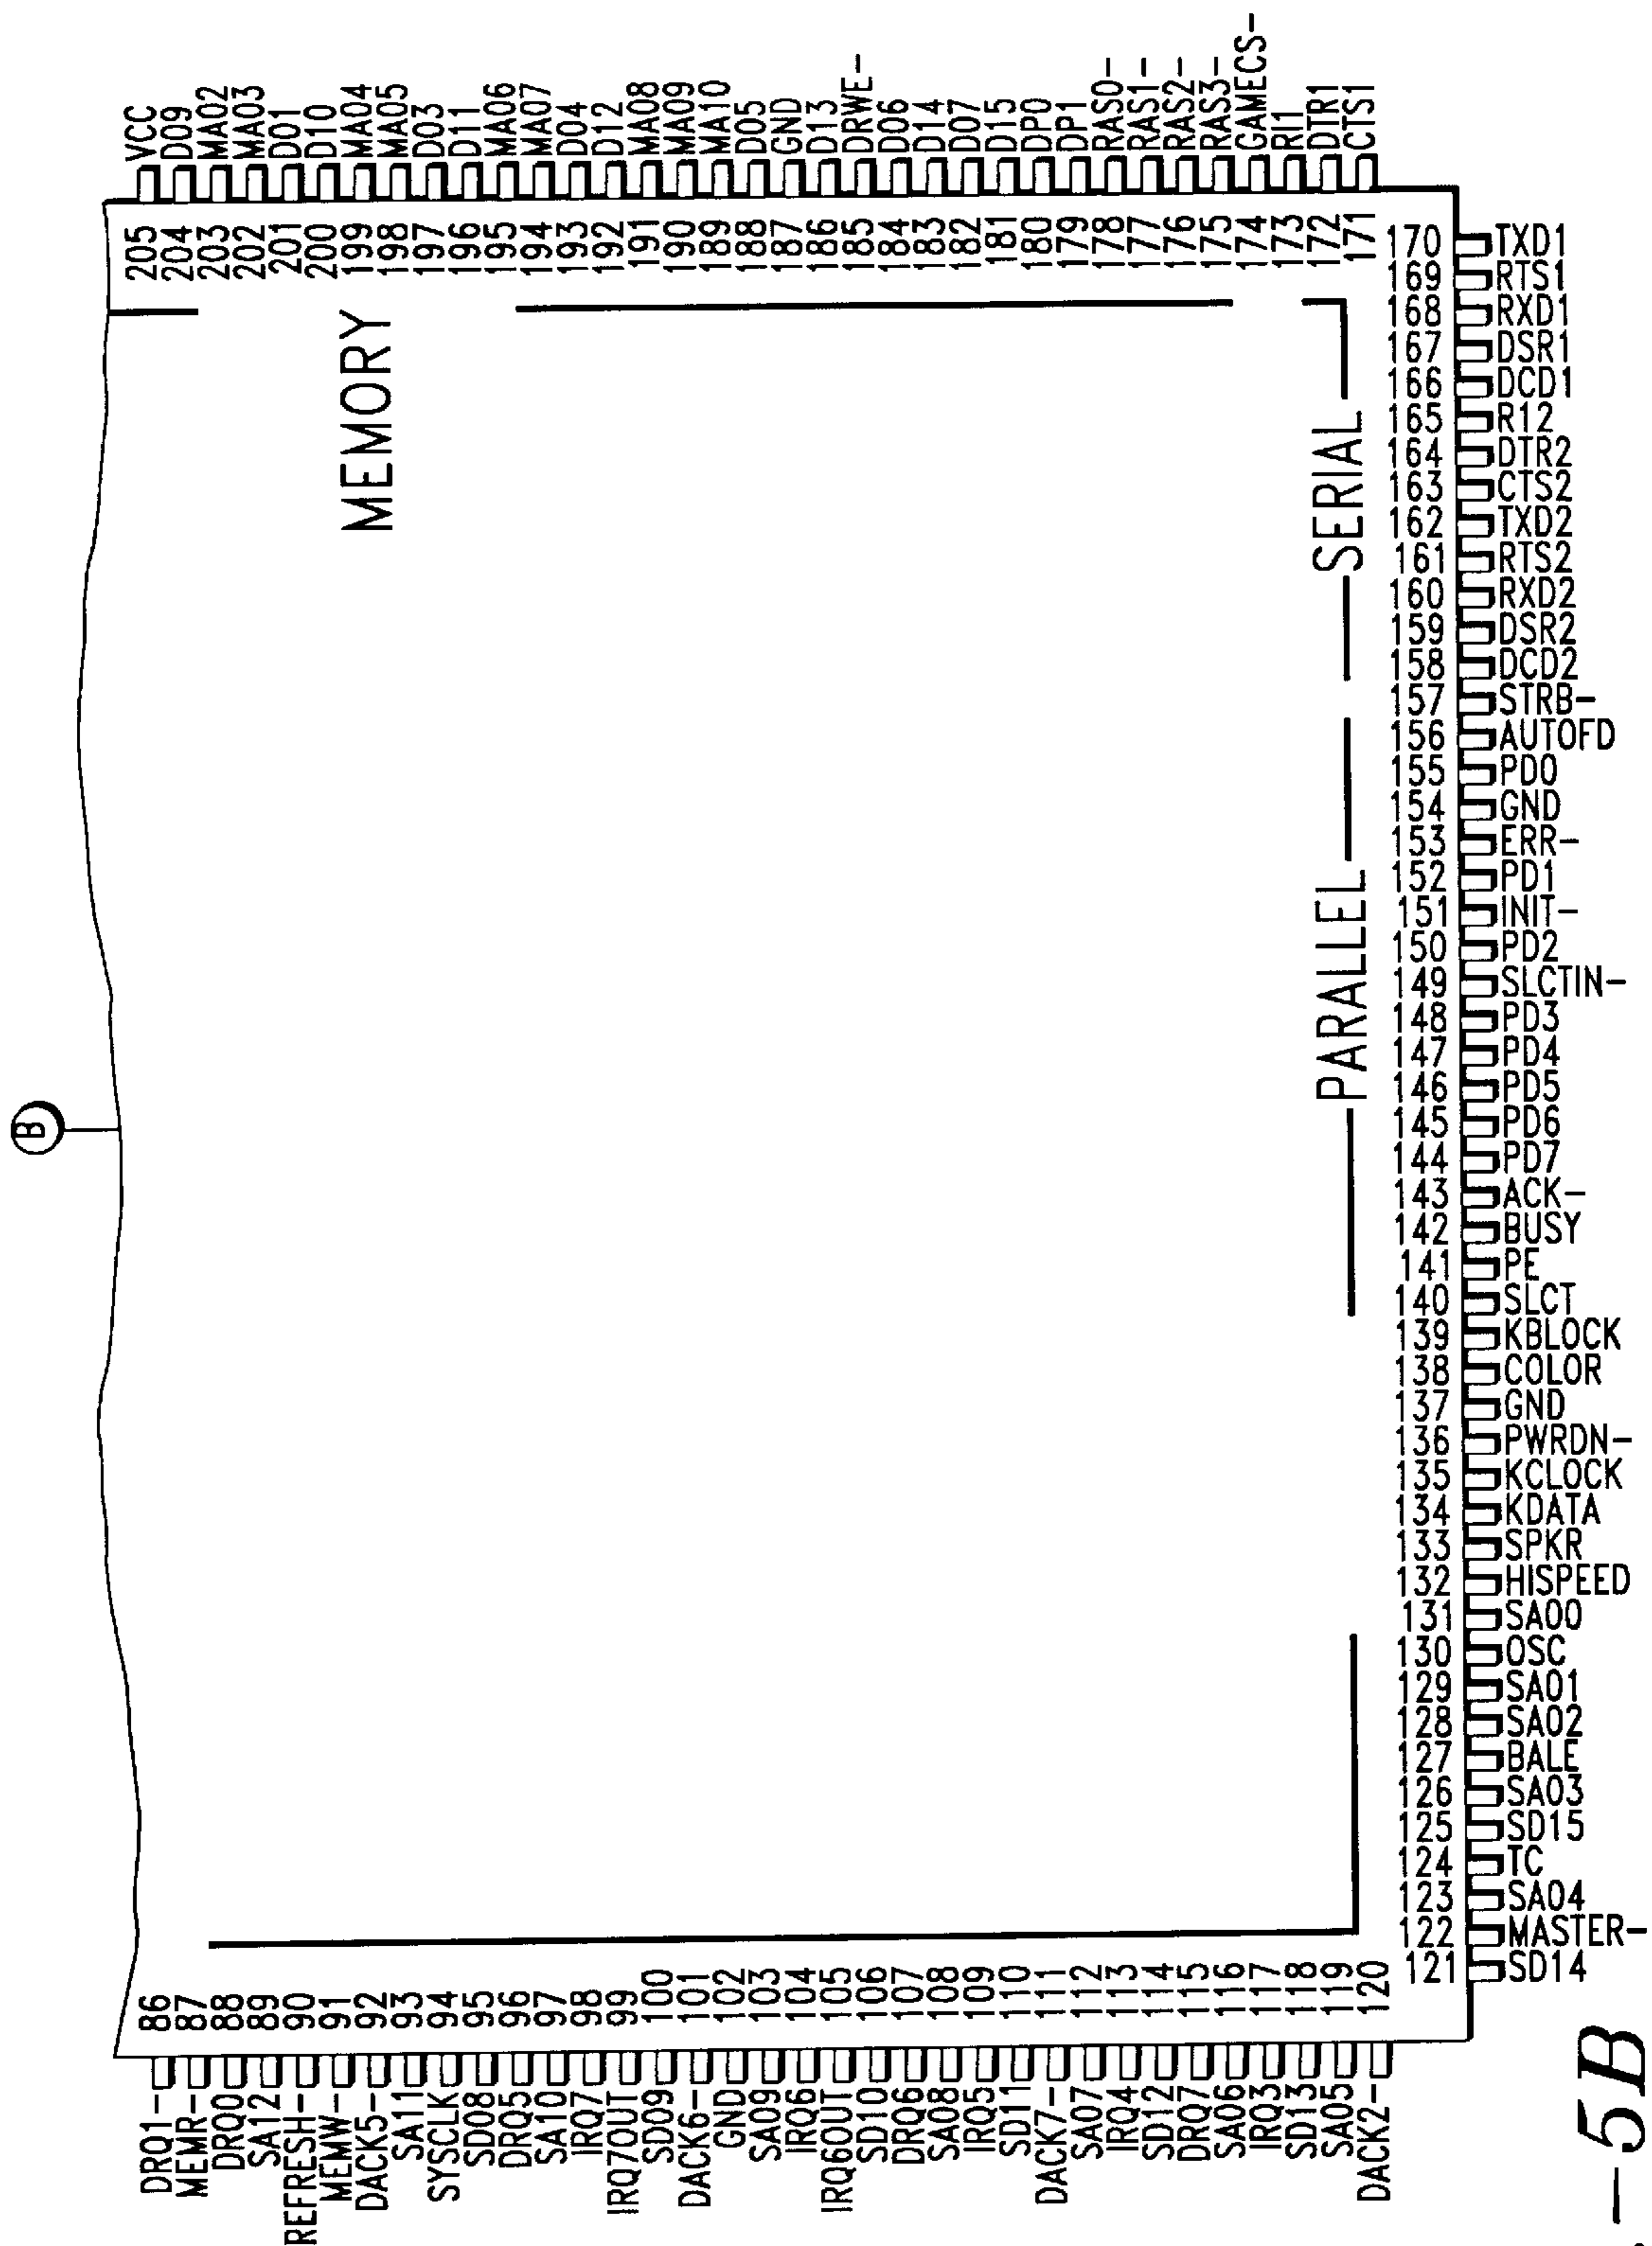 B
VCC
D09
MA02
MA03
D01
D10
MA04
MA05
D03
D11
MA06
MA07
D04
D12
MA08
MA09
MA10
D05
GND
D13
DRWE-
D06
D14
D07
D15
DP0
DP1
RAS0-
RAS1-
RAS2-
RAS3-
GAMECS-
RI1
DTR1
CTS1
205
204
203
202
201
200
199
198
197
196
195
194
193
192
191
190
189
188
187
186
185
184
183
182
181
180
179
178
177
176
175
174
173
172
171
MEMORY
SERIAL
PARALLEL
170 TXD1
169 RTS1
168 RXD1
167 DSR1
166 DCD1
165 R12
164 DTR2
163 CTS2
162 TXD2
161 RTS2
160 RXD2
159 DSR2
158 DCD2
157 STRB-
156 AUTOFD
155 PD0
154 GND
153 ERR-
152 PD1
151 INIT-
150 PD2
149 SLCTIN-
148 PD3
147 PD4
146 PD5
145 PD6
144 PD7
143 ACK-
142 BUSY
141 PE
140 SLCT
139 KBLOCK
138 COLOR
137 GND
136 PWRDN-
135 KCLOCK
134 KDATA
133 SPKR
132 HISPEED
131 SA00
130 OSC
129 SA01
128 SA02
127 BALE
126 SA03
125 SD15
124 TC
123 SA04
122 MASTER-
121 SD14
86
87
88
89
90
91
92
93
94
95
96
97
98
99
100
101
102
103
104
105
106
107
108
109
110
111
112
113
114
115
116
117
118
119
120
DRQ1-
MEMR-
DRQ0
SA12
REFRESH-
MEMW-
DACK5-
SA11
SYSCLK
SD08
DRQ5
SA10
IRQ7
IRQ7OUT
SD09
DACK6-
GND
SA09
IRQ6
IRQ6OUT
SD10
DRQ6
SA08
IRQ5
SD11
DACK7-
SA07
IRQ4
SD12
DRQ7
SA06
IRQ3
SD13
SA05
DACK2-
-5B